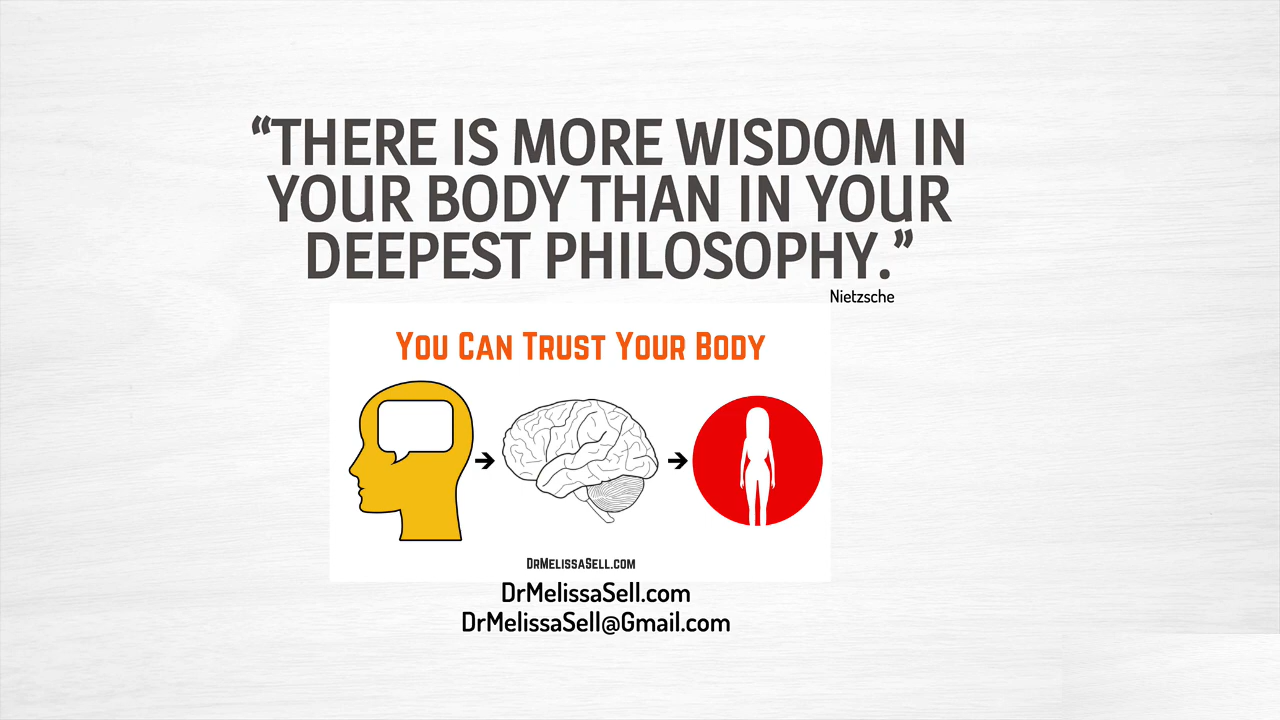 “THERE IS MORE WISDOM IN
YOUR BODY THAN IN YOUR
DEEPEST PHILOSOPHY.”
Nietzsche
You Can Trust Your Body
DrMelissaSell.com
DrMelissaSell.com
DrMelissaSell@Gmail.com